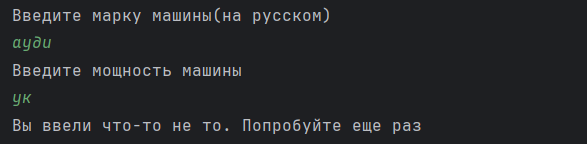 Введите марку машины(на русском)
ауди
Введите мощность машины
ук
Вы ввели что-то не то. Попробуйте еще раз